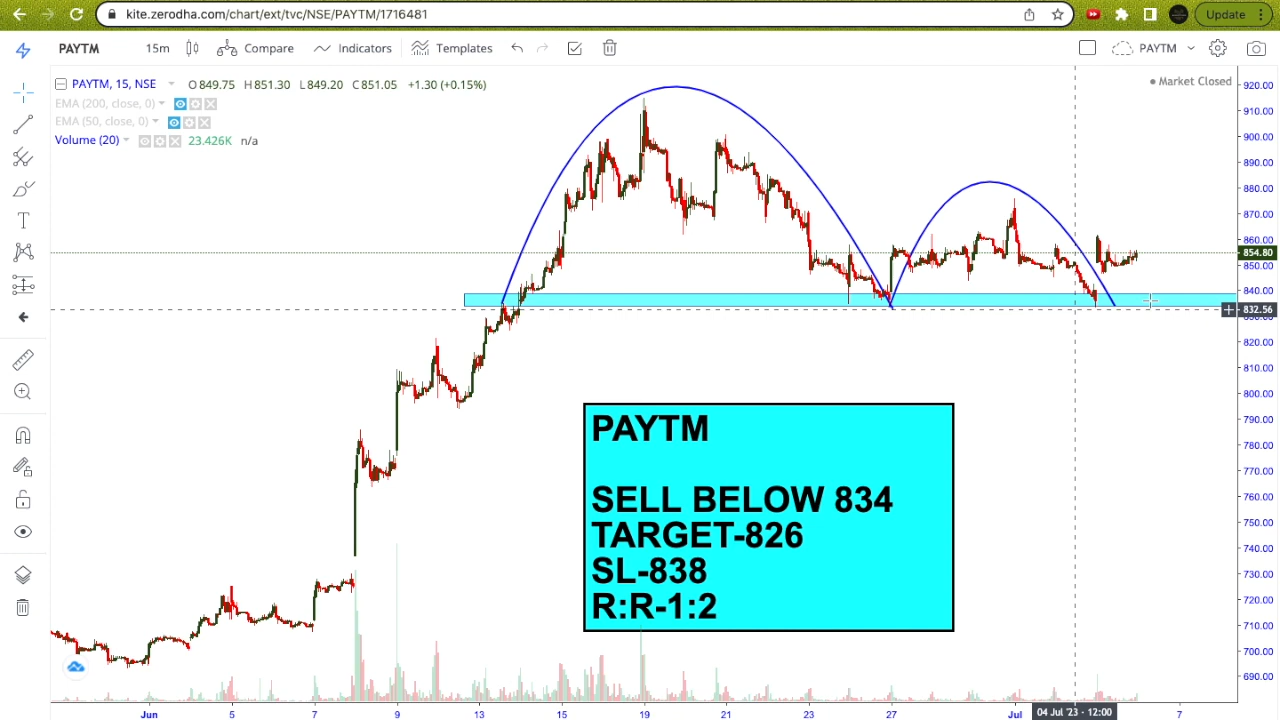 kite.zerodha.com/chart/ext/tvc/NSE/PAYTM/1716481
Update
PAYTM 15m Compare Indicators Templates PAYTM
PAYTM, 15, NSE O849.75 H851.30 L849.20 C851.05 +1.30 (+0.15%)
Market Closed
EMA (200, close, 0)
EMA (50, close, 0)
Volume (20) 23.426K n/a
920.00
910.00
900.00
890.00
880.00
870.00
860.00
854.80
850.00
840.00
832.56
820.00
810.00
800.00
790.00
780.00
770.00
760.00
750.00
740.00
730.00
720.00
710.00
700.00
690.00
PAYTM
SELL BELOW 834
TARGET-826
SL-838
R:R-1:2
Jun 5 7 9 13 15 19 21 23 27 Jul 04 Jul '23 - 12:00 7